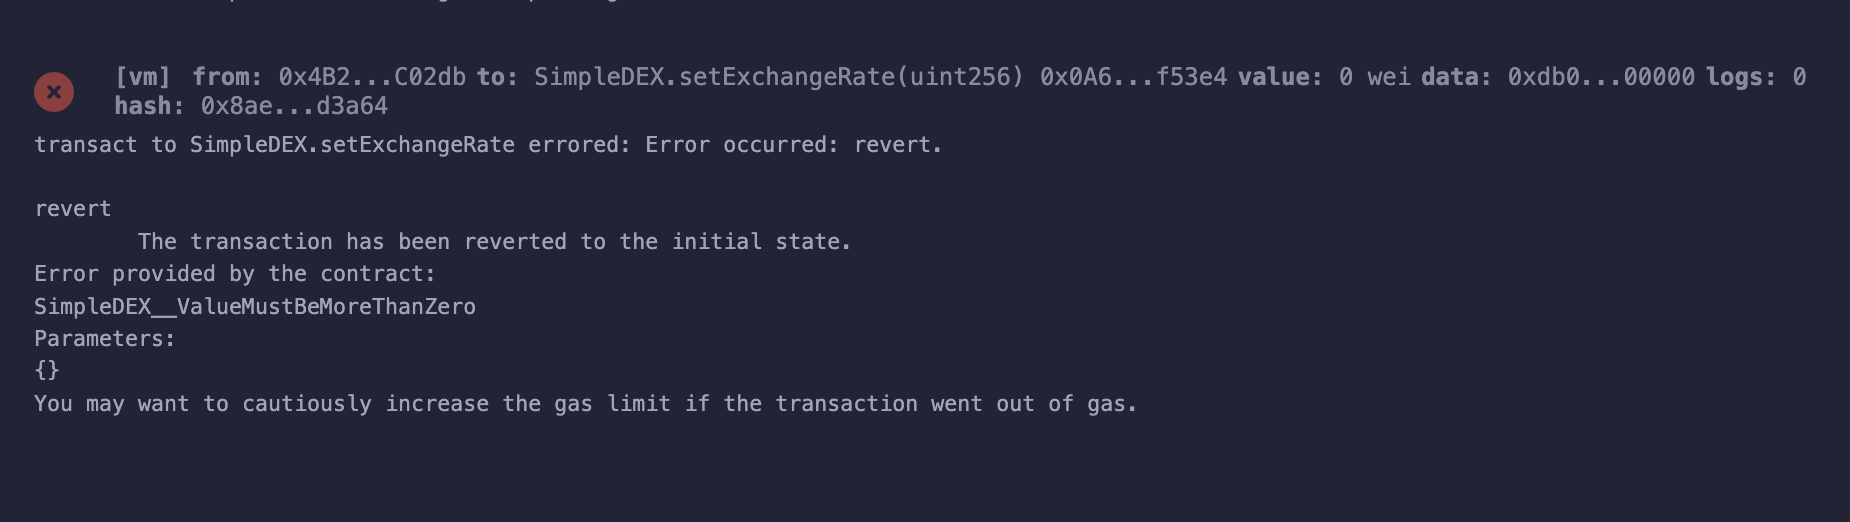 [vm] from: 0x4B2...C02db to: SimpleDEX.setExchangeRate(uint256) 0x0A6...f53e4 value: 0 wei data: 0xdb0...00000 logs: 0
hash: 0x8ae...d3a64
transact to SimpleDEX.setExchangeRate errored: Error occurred: revert.
revert
The transaction has been reverted to the initial state.
Error provided by the contract:
SimpleDEX__ValueMustBeMoreThanZero
Parameters:
{}
You may want to cautiously increase the gas limit if the transaction went out of gas.